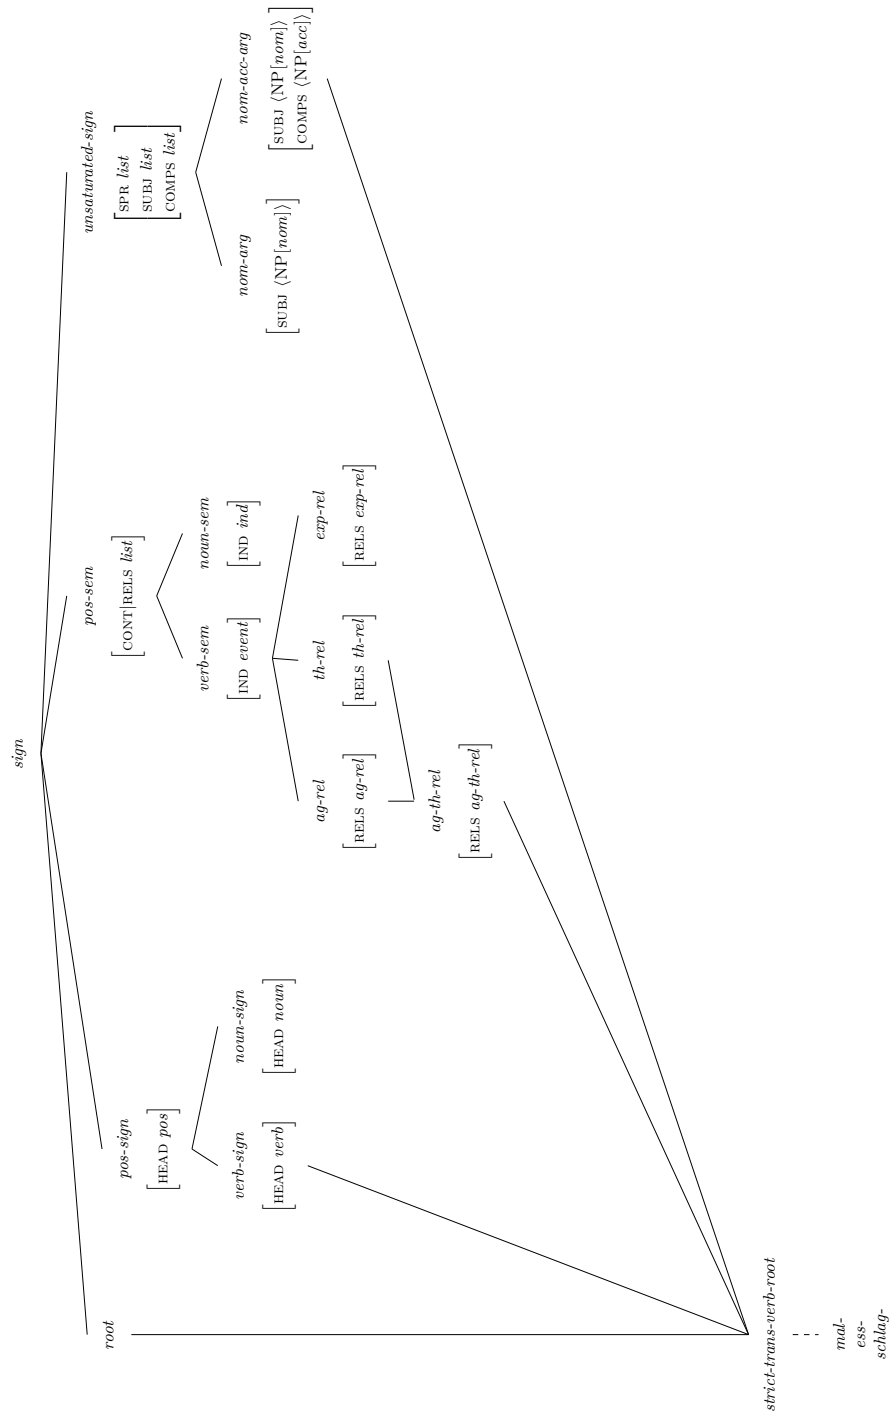 sign
root
pos-sign
[HEAD pos]
pos-sem
[CONT|RELS list]
unsaturated-sign
[SPR list
SUBJ list
COMPS list]
verb-sign
[HEAD verb]
noun-sign
[HEAD noun]
verb-sem
[IND event]
noun-sem
[IND ind]
nom-arg
[SUBJ ⟨NP[nom]⟩]
nom-acc-arg
[SUBJ ⟨NP[nom]⟩
COMPS ⟨NP[acc]⟩]
ag-rel
[RELS ag-rel]
th-rel
[RELS th-rel]
exp-rel
[RELS exp-rel]
ag-th-rel
[RELS ag-th-rel]
strict-trans-verb-root
mal-
ess-
schlag-